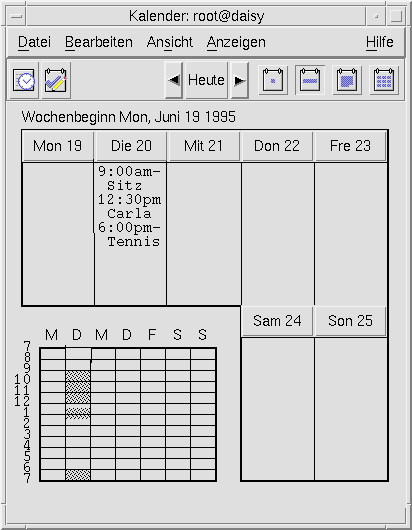 Kalender: root@daisy
Datei Bearbeiten Ansicht Anzeigen Hilfe
Heute
Wochenbeginn Mon, Juni 19 1995
Mon 19 Die 20 Mit 21 Don 22 Fre 23
9:00am-
Sitz
12:30pm
Carla
6:00pm-
Tennis
Sam 24 Son 25
M D M D F S S
7
8
9
10
11
12
1
2
3
4
5
6
7